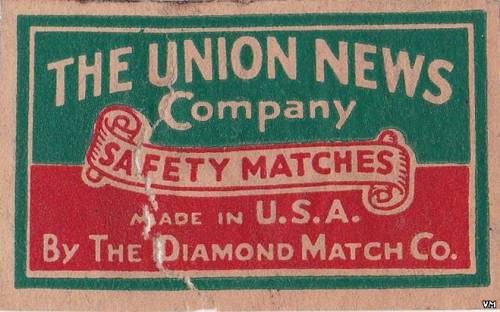 THE UNION NEWS
Company
SAFETY MATCHES
MADE IN U.S.A.
BY THE DIAMOND MATCH CO.
VM